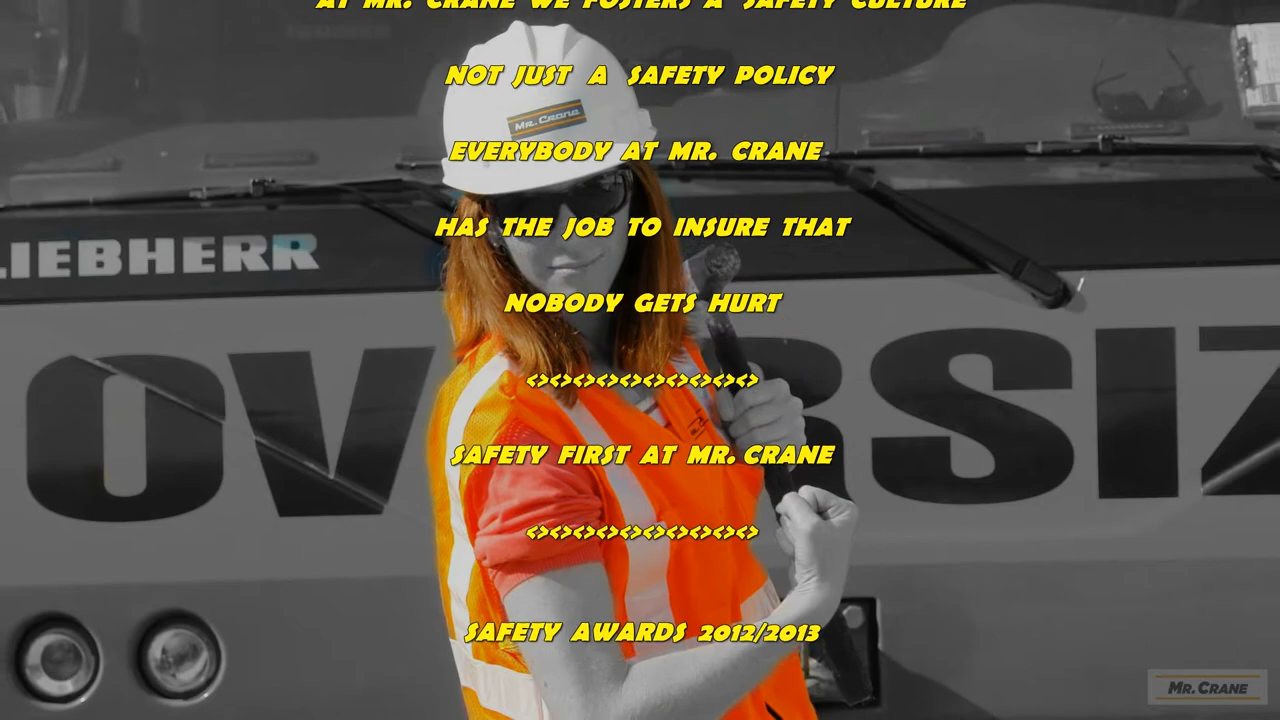 AT MR. CRANE WE FOSTERS A SAFETY CULTURE
NOT JUST A SAFETY POLICY
Mr. Crane
EVERYBODY AT MR. CRANE
HAS THE JOB TO INSURE THAT
LIEBHERR
NOBODY GETS HURT
<><><><><><><><><><>
OV RSIZ
SAFETY FIRST AT MR. CRANE
<><><><><><><><><><>
SAFETY AWARDS 2012/2013
MR. CRANE